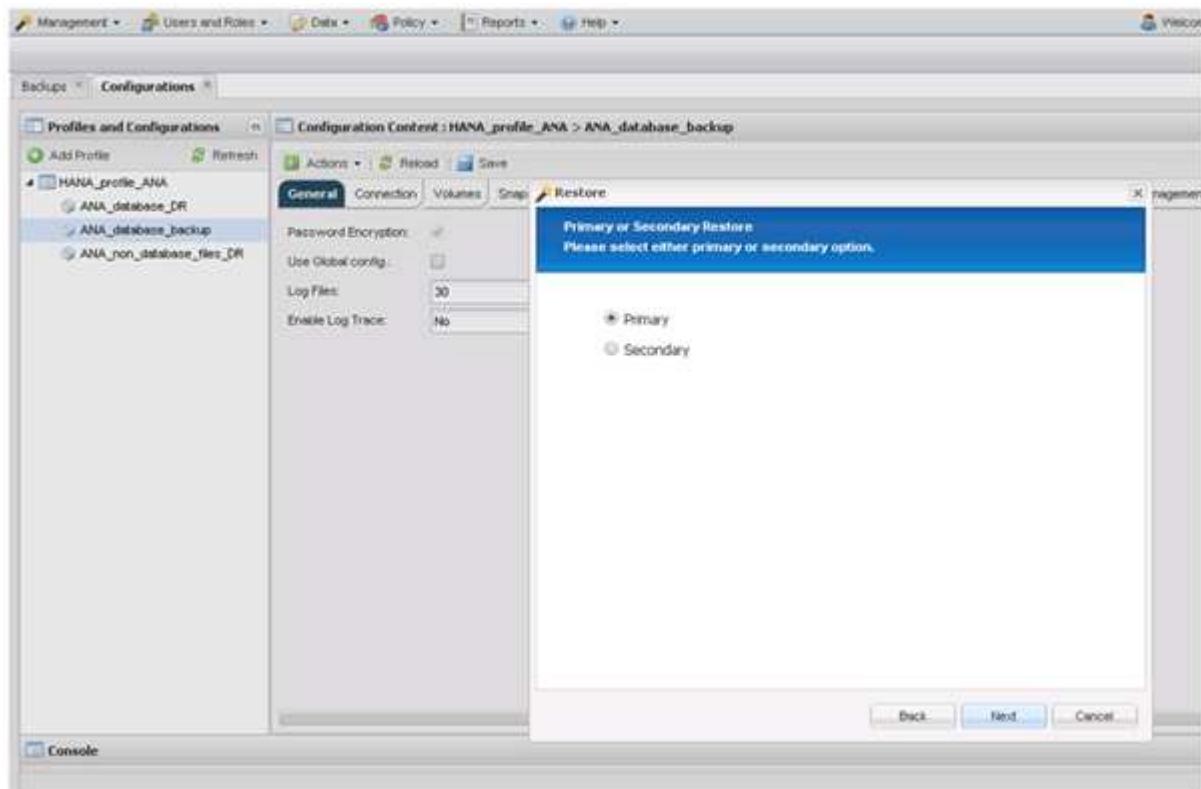 Management Users and Roles Data Policy Reports Help
Backups Configurations
Profiles and Configurations
Configuration Content : HANA_profile_ANA > ANA_database_backup
Add Profile Refresh
Actions Reload Save
HANA_profile_ANA
ANA_database_DR
ANA_database_backup
ANA_non_database_files_DR
General Connection Volumes Snap
Password Encryption:
Use Global config.:
Log Files: 30
Enable Log Trace: No
Restore
Primary or Secondary Restore
Please select either primary or secondary option.
Primary
Secondary
Back Next Cancel
Console